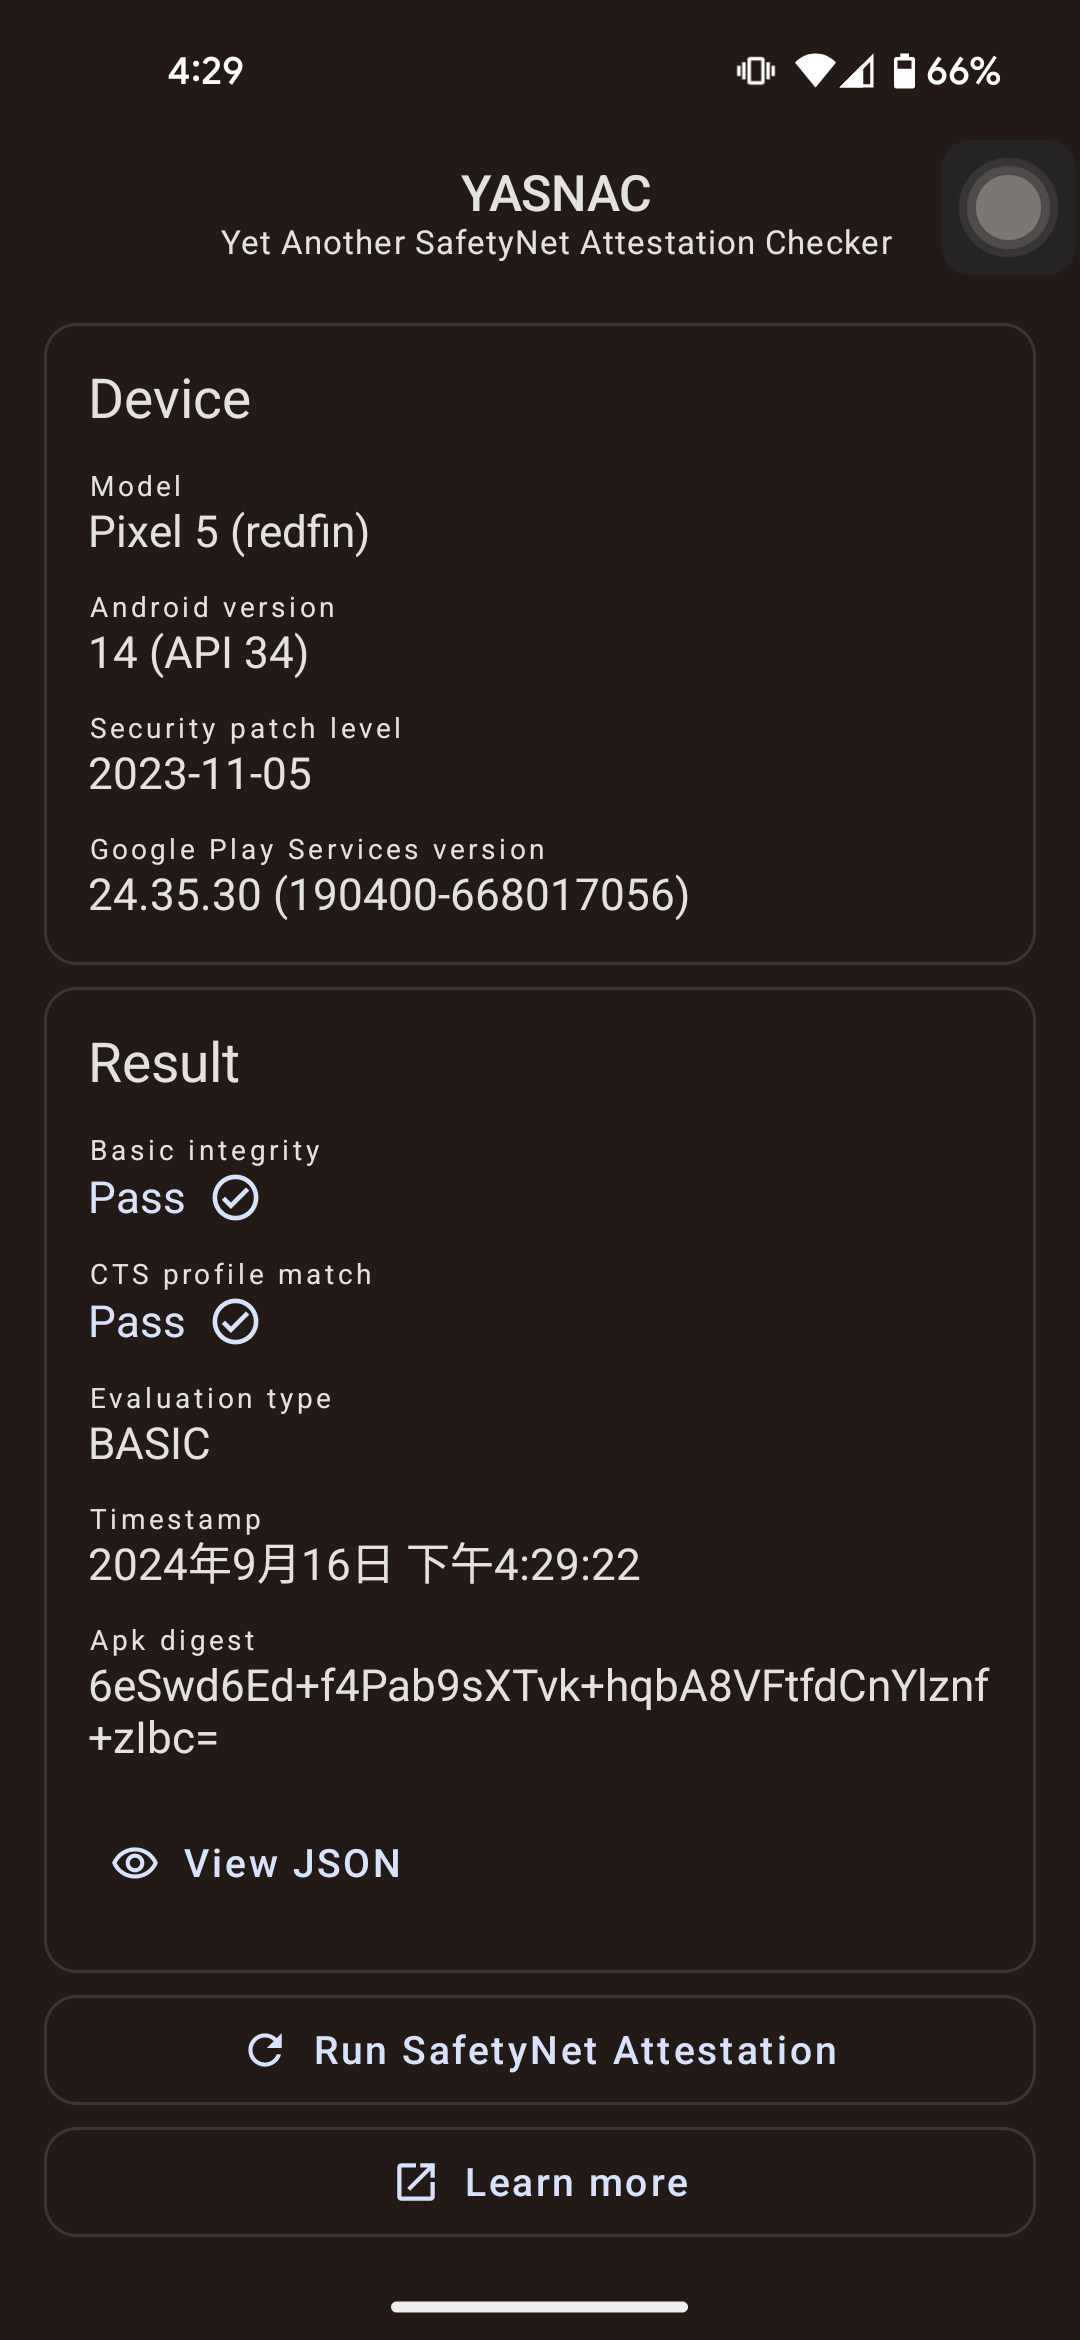 4:29
66%
YASNAC
Yet Another SafetyNet Attestation Checker
Device
Model
Pixel 5 (redfin)
Android version
14 (API 34)
Security patch level
2023-11-05
Google Play Services version
24.35.30 (190400-668017056)
Result
Basic integrity
Pass
CTS profile match
Pass
Evaluation type
BASIC
Timestamp
2024年9月16日 下午4:29:22
Apk digest
6eSwd6Ed+f4Pab9sXTvk+hqbA8VFtfdCnYlznf
+zIbc=
View JSON
Run SafetyNet Attestation
Learn more